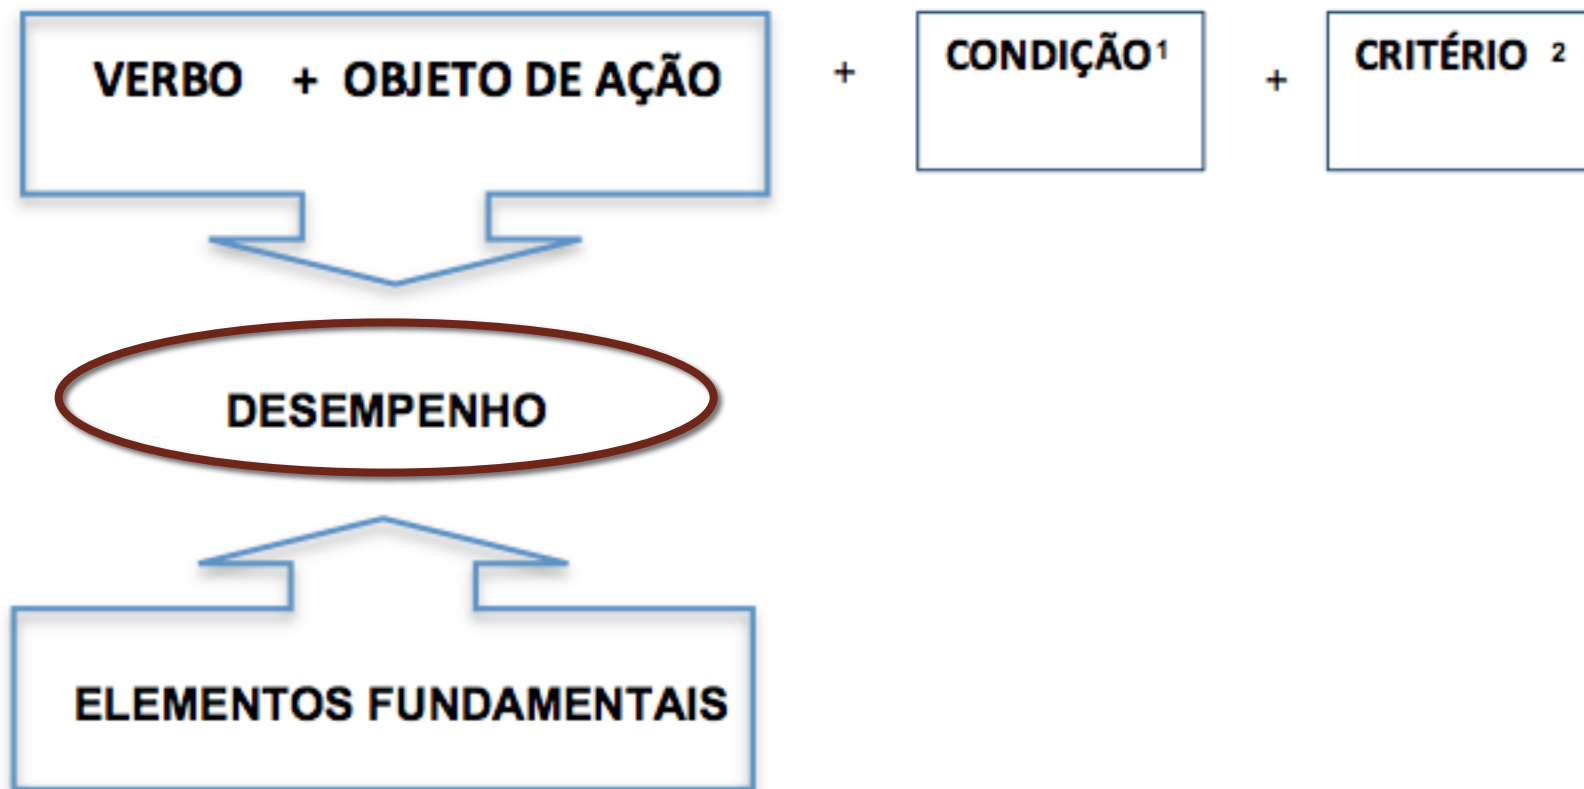 VERBO + OBJETO DE AÇÃO + CONDIÇÃO¹ + CRITÉRIO ²
DESEMPENHO
ELEMENTOS FUNDAMENTAIS